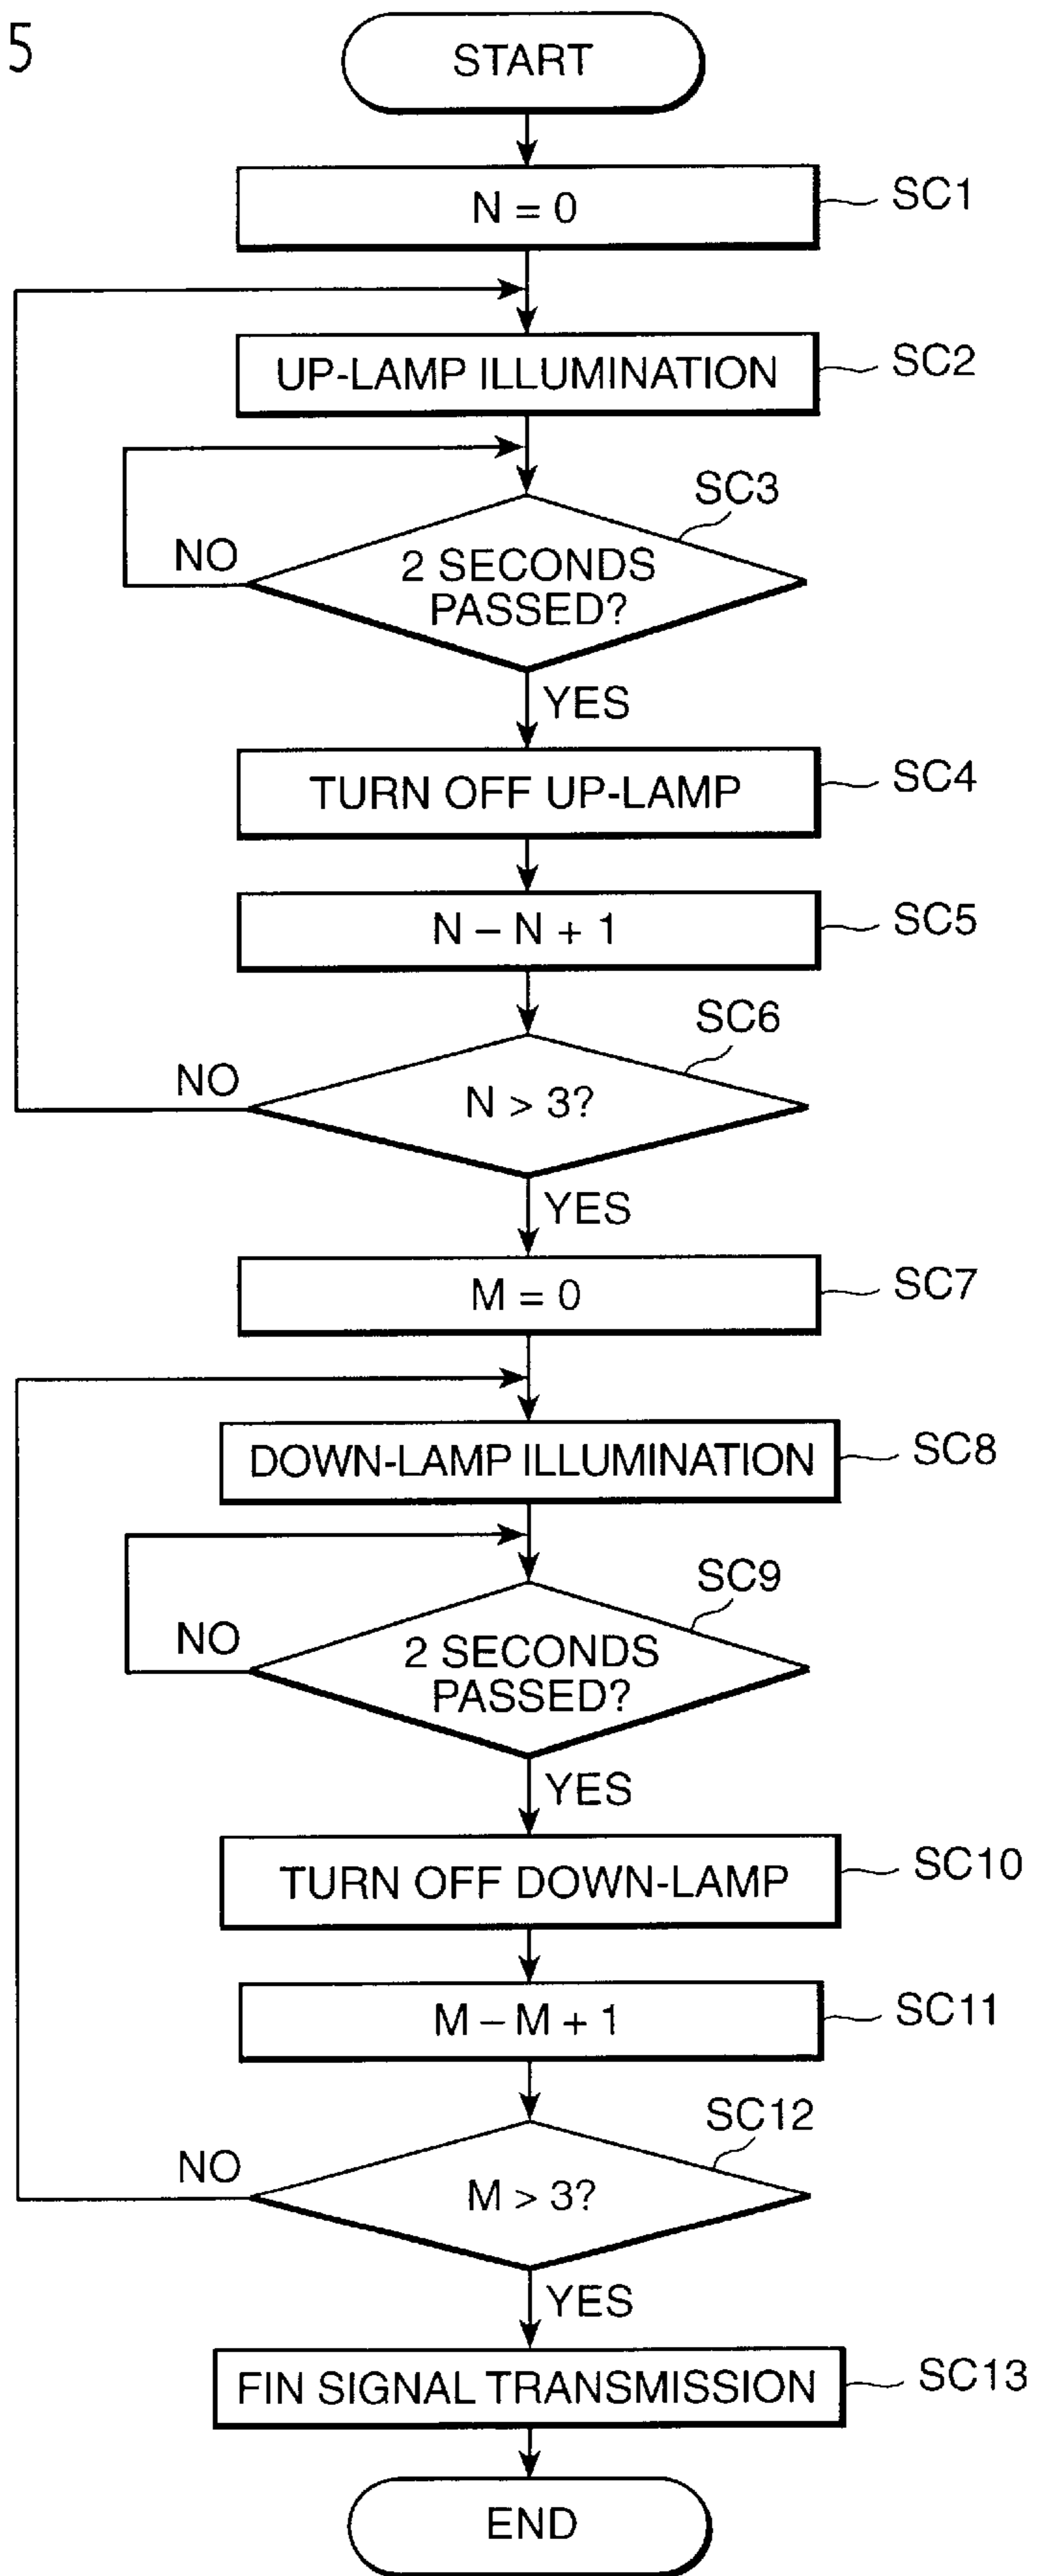 5
START
N = 0
SC1
UP-LAMP ILLUMINATION
SC2
SC3
NO
2 SECONDS
PASSED?
YES
TURN OFF UP-LAMP
SC4
N – N + 1
SC5
SC6
NO
N > 3?
YES
M = 0
SC7
DOWN-LAMP ILLUMINATION
SC8
SC9
NO
2 SECONDS
PASSED?
YES
TURN OFF DOWN-LAMP
SC10
M – M + 1
SC11
SC12
NO
M > 3?
YES
FIN SIGNAL TRANSMISSION
SC13
END